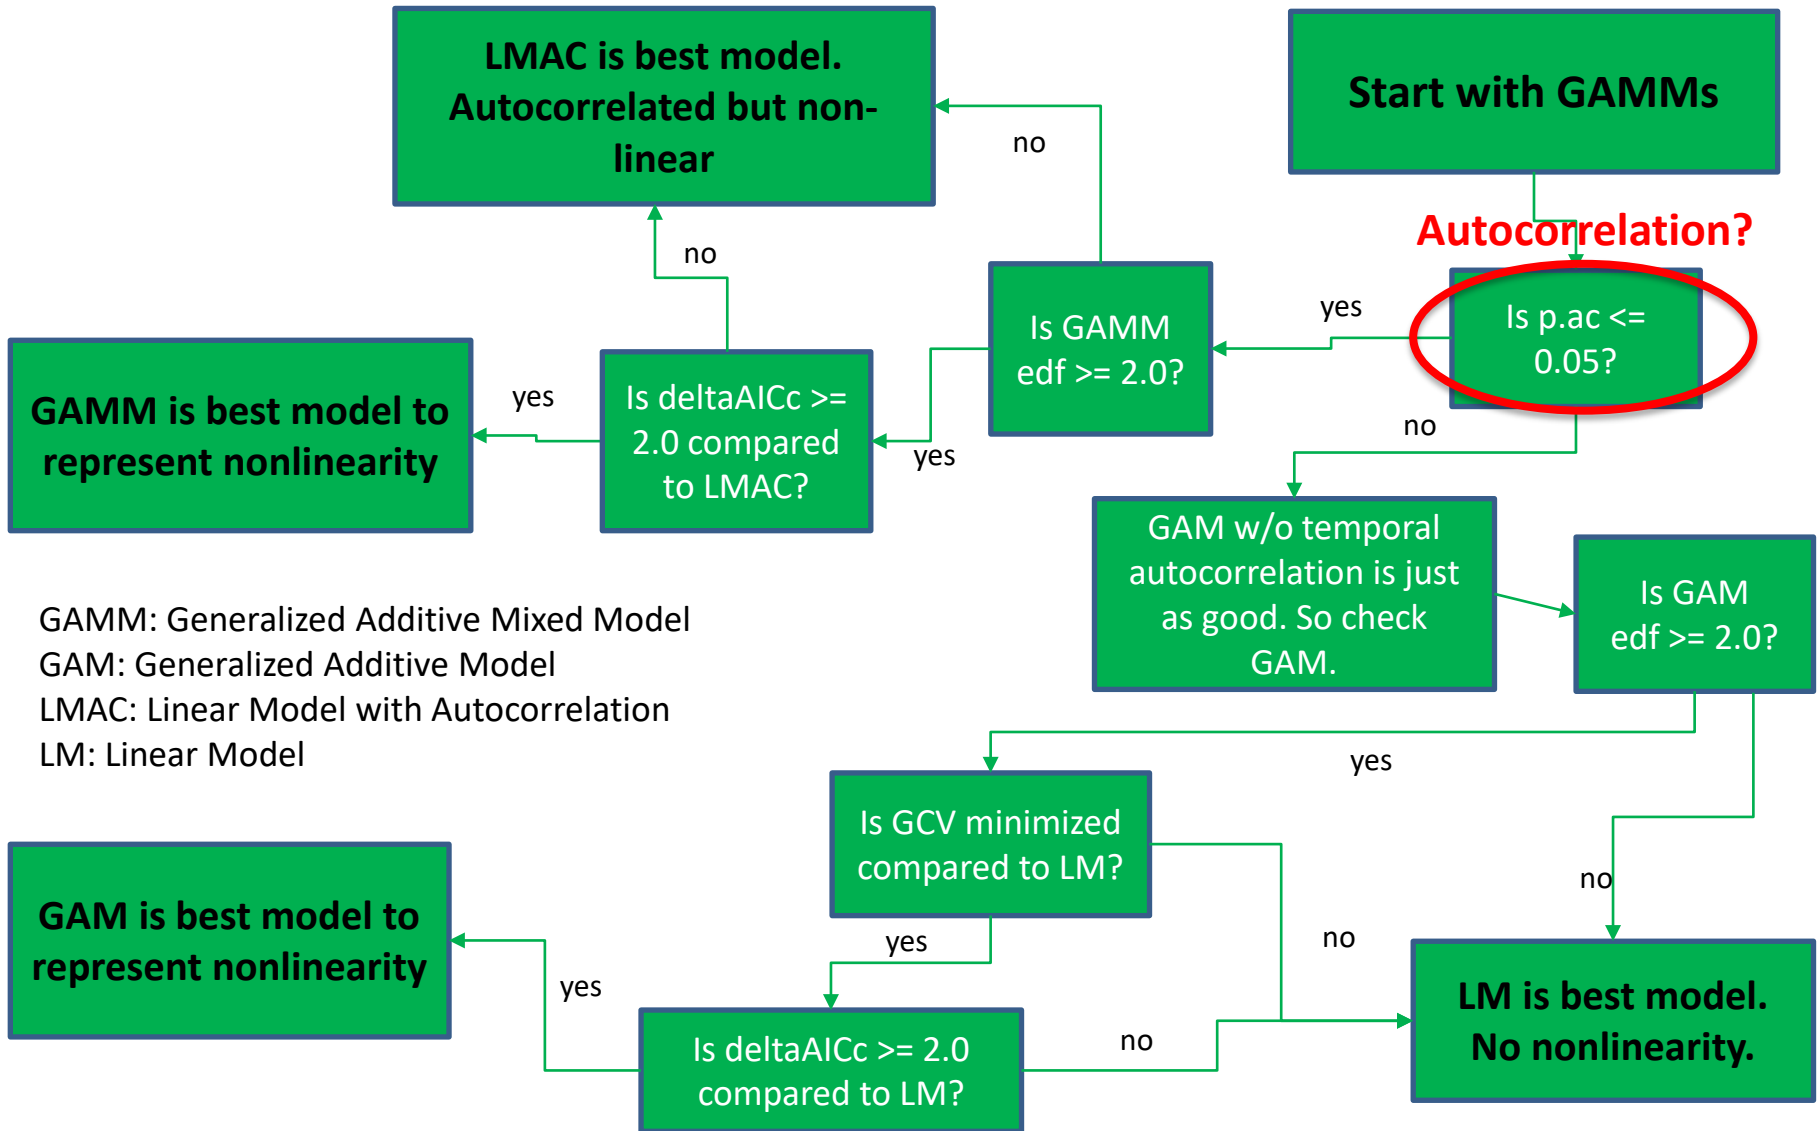 Start with GAMMs
Autocorrelation?
Is p.ac <=
0.05?
yes
no
Is GAMM
edf >= 2.0?
no
yes
LMAC is best model.
Autocorrelated but non-
linear
no
Is deltaAICc >=
2.0 compared
to LMAC?
yes
GAMM is best model to
represent nonlinearity
GAM w/o temporal
autocorrelation is just
as good. So check
GAM.
Is GAM
edf >= 2.0?
GAMM: Generalized Additive Mixed Model
GAM: Generalized Additive Model
LMAC: Linear Model with Autocorrelation
LM: Linear Model
yes
no
Is GCV minimized
compared to LM?
yes
no
GAM is best model to
represent nonlinearity
yes
Is deltaAICc >= 2.0
compared to LM?
no
LM is best model.
No nonlinearity.